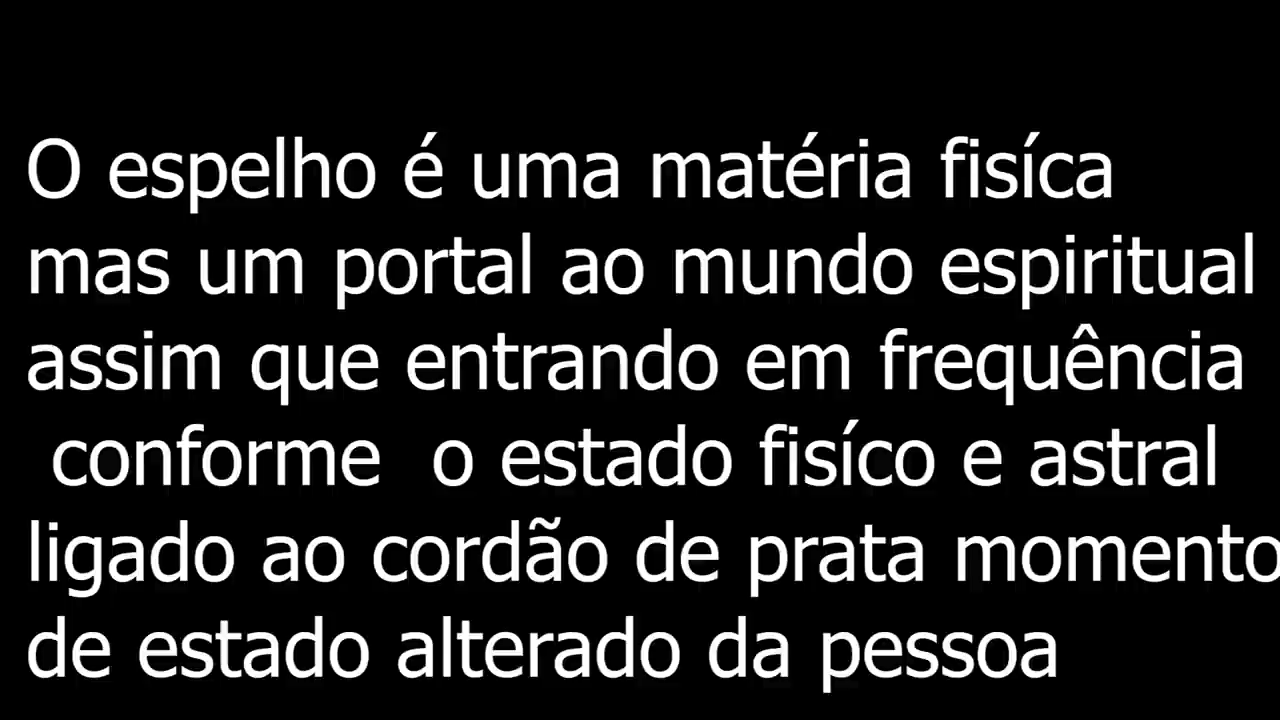 O espelho é uma matéria fisíca
mas um portal ao mundo espiritual
assim que entrando em frequência
conforme  o estado fisíco e astral
ligado ao cordão de prata momento
de estado alterado da pessoa